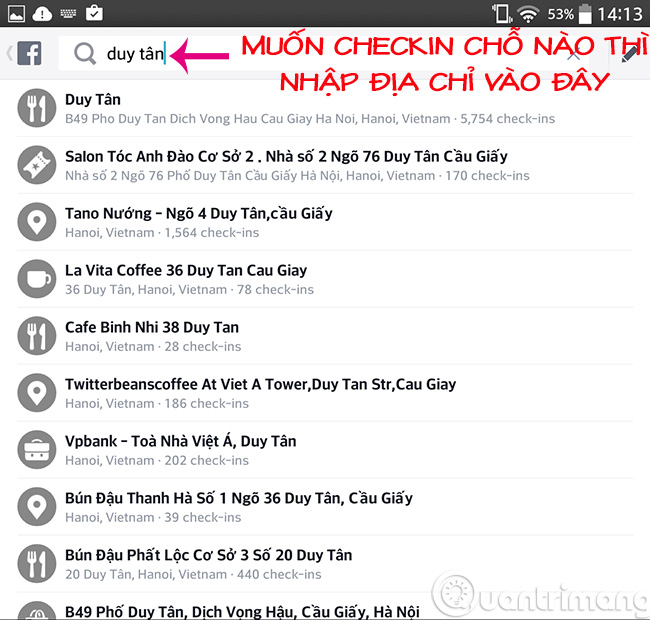 53% 14:13
duy tân
MUỐN CHECKIN CHỖ NÀO THÌ
NHẬP ĐỊA CHỈ VÀO ĐÂY
Duy Tân
B49 Pho Duy Tan Dich Vong Hau Cau Giay Ha Noi, Hanoi, Vietnam · 5,754 check-ins
Salon Tóc Anh Đào Cơ Sở 2 . Nhà số 2 Ngõ 76 Duy Tân Cầu Giấy
Nhà số 2 Ngõ 76 Phố Duy Tân Cầu Giấy Hà Nội, Hanoi, Vietnam · 170 check-ins
Tano Nướng - Ngõ 4 Duy Tân,cầu Giấy
Hanoi, Vietnam · 1,564 check-ins
La Vita Coffee 36 Duy Tan Cau Giay
36 Duy Tân, Hanoi, Vietnam · 78 check-ins
Cafe Binh Nhi 38 Duy Tan
Hanoi, Vietnam · 28 check-ins
Twitterbeanscoffee At Viet A Tower,Duy Tan Str,Cau Giay
Hanoi, Vietnam · 186 check-ins
Vpbank - Toà Nhà Việt Á, Duy Tân
Hanoi, Vietnam · 202 check-ins
Bún Đậu Thanh Hà Số 1 Ngõ 36 Duy Tân, Cầu Giấy
Hanoi, Vietnam · 39 check-ins
Bún Đậu Phất Lộc Cơ Sở 3 Số 20 Duy Tân
20 Duy Tân, Hanoi, Vietnam · 440 check-ins
B49 Phố Duy Tân, Dịch Vọng Hậu, Cầu Giấy, Hà Nội
Quantrimang